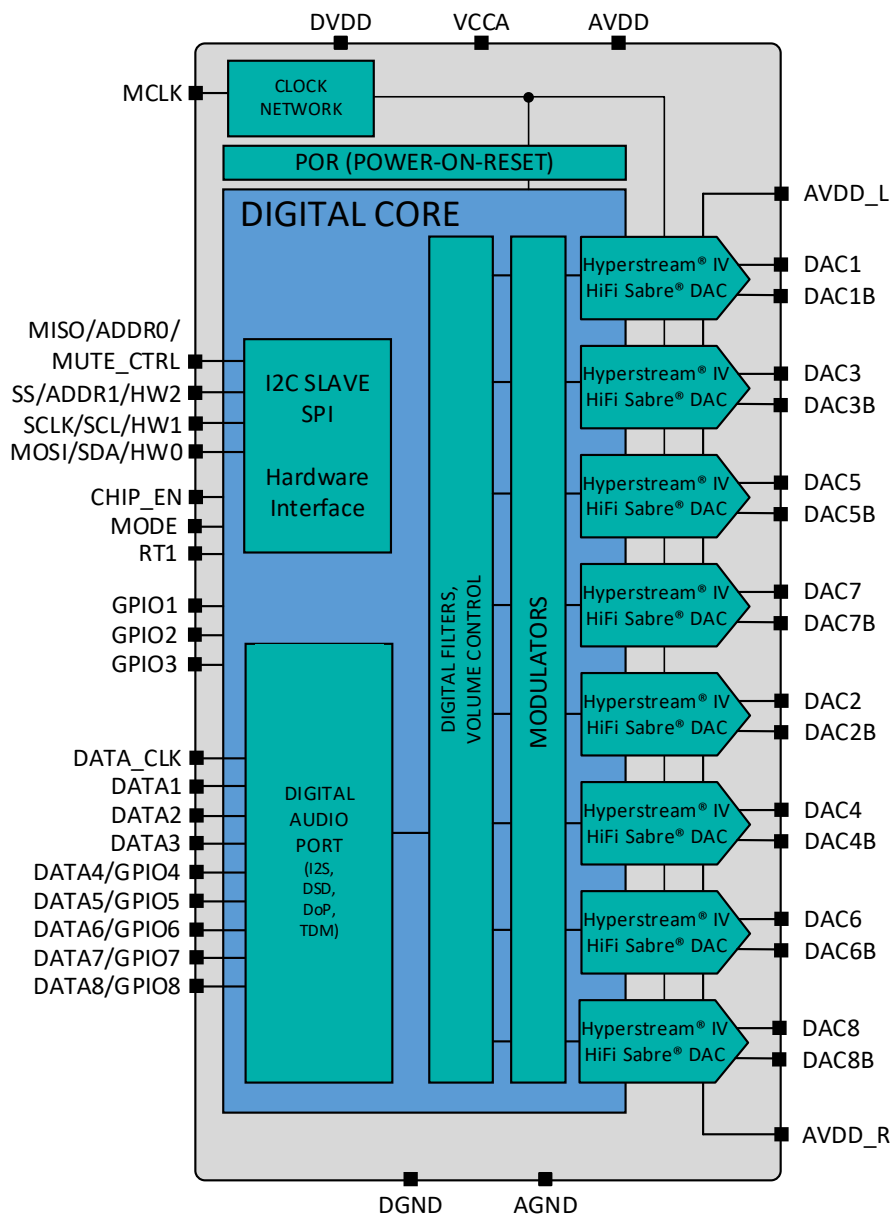 DVDD
VCCA
AVDD
MCLK
CLOCK
NETWORK
POR (POWER-ON-RESET)
DIGITAL CORE
MISO/ADDR0/
MUTE_CTRL
SS/ADDR1/HW2
SCLK/SCL/HW1
MOSI/SDA/HW0
CHIP_EN
MODE
RT1
GPIO1
GPIO2
GPIO3
DATA_CLK
DATA1
DATA2
DATA3
DATA4/GPIO4
DATA5/GPIO5
DATA6/GPIO6
DATA7/GPIO7
DATA8/GPIO8
I2C SLAVE
SPI
Hardware
Interface
DIGITAL
AUDIO
PORT
(I2S,
DSD,
DoP,
TDM)
DIGITAL FILTERS,
VOLUME CONTROL
MODULATORS
Hyperstream® IV
HiFi Sabre® DAC
Hyperstream® IV
HiFi Sabre® DAC
Hyperstream® IV
HiFi Sabre® DAC
Hyperstream® IV
HiFi Sabre® DAC
Hyperstream® IV
HiFi Sabre® DAC
Hyperstream® IV
HiFi Sabre® DAC
Hyperstream® IV
HiFi Sabre® DAC
Hyperstream® IV
HiFi Sabre® DAC
AVDD_L
DAC1
DAC1B
DAC3
DAC3B
DAC5
DAC5B
DAC7
DAC7B
DAC2
DAC2B
DAC4
DAC4B
DAC6
DAC6B
DAC8
DAC8B
AVDD_R
DGND
AGND